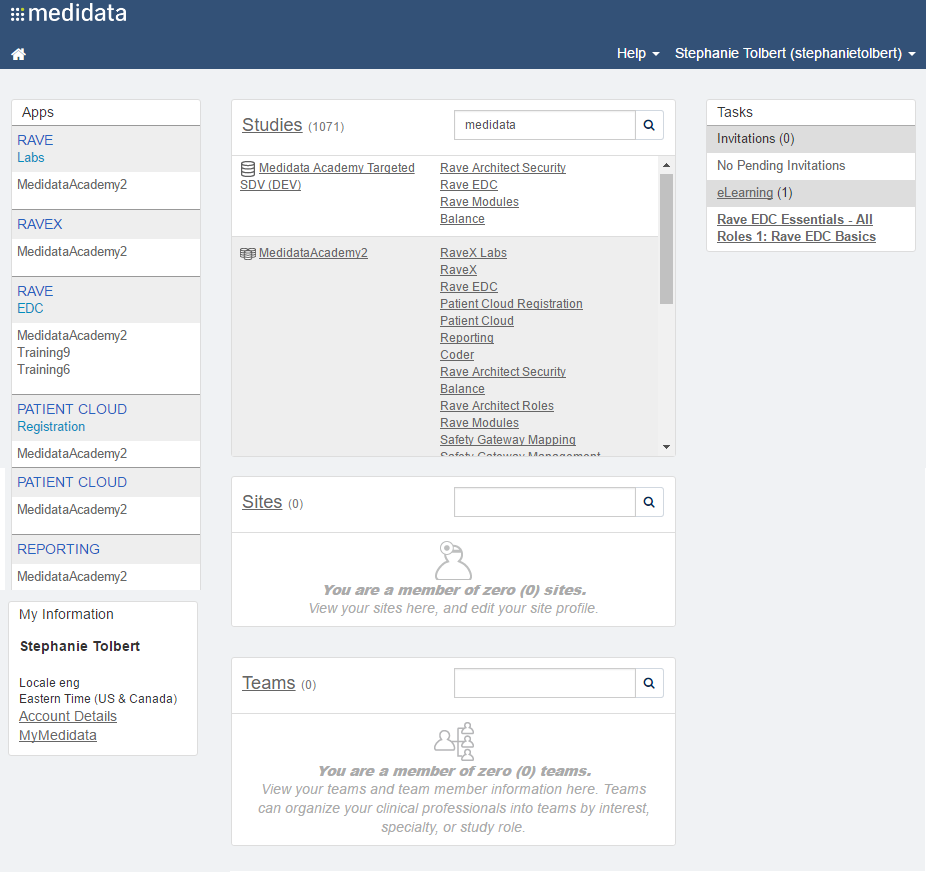 medidata
Help
Stephanie Tolbert (stephanietolbert)
Apps
RAVE
Labs
MedidataAcademy2
RAVEX
MedidataAcademy2
RAVE
EDC
MedidataAcademy2
Training9
Training6
PATIENT CLOUD
Registration
MedidataAcademy2
PATIENT CLOUD
MedidataAcademy2
REPORTING
MedidataAcademy2
My Information
Stephanie Tolbert
Locale eng
Eastern Time (US & Canada)
Account Details
MyMedidata
Studies (1071)
medidata
Medidata Academy Targeted
SDV (DEV)
Rave Architect Security
Rave EDC
Rave Modules
Balance
MedidataAcademy2
RaveX Labs
RaveX
Rave EDC
Patient Cloud Registration
Patient Cloud
Reporting
Coder
Rave Architect Security
Balance
Rave Architect Roles
Rave Modules
Safety Gateway Mapping
Safety Gateway Management
Sites (0)
You are a member of zero (0) sites.
View your sites here, and edit your site profile.
Teams (0)
You are a member of zero (0) teams.
View your teams and team member information here. Teams
can organize your clinical professionals into teams by interest,
specialty, or study role.
Tasks
Invitations (0)
No Pending Invitations
eLearning (1)
Rave EDC Essentials - All
Roles 1: Rave EDC Basics